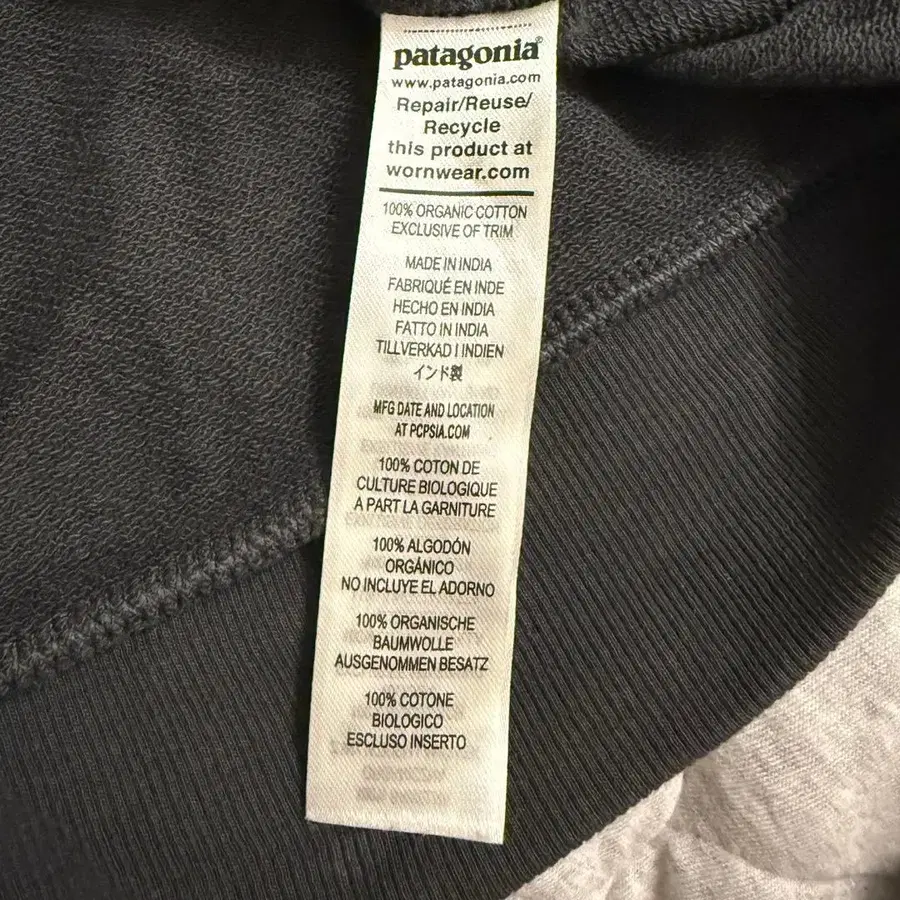 patagonia®
www.patagonia.com
Repair/Reuse/
Recycle
this product at
wornwear.com
100% ORGANIC COTTON
EXCLUSIVE OF TRIM
MADE IN INDIA
FABRIQUÉ EN INDE
HECHO EN INDIA
FATTO IN INDIA
TILLVERKAD I INDIEN
インド製
MFG DATE AND LOCATION
AT PCPSIA.COM
100% COTON DE
CULTURE BIOLOGIQUE
A PART LA GARNITURE
100% ALGODÓN
ORGÁNICO
NO INCLUYE EL ADORNO
100% ORGANISCHE
BAUMWOLLE
AUSGENOMMEN BESATZ
100% COTONE
BIOLOGICO
ESCLUSO INSERTO